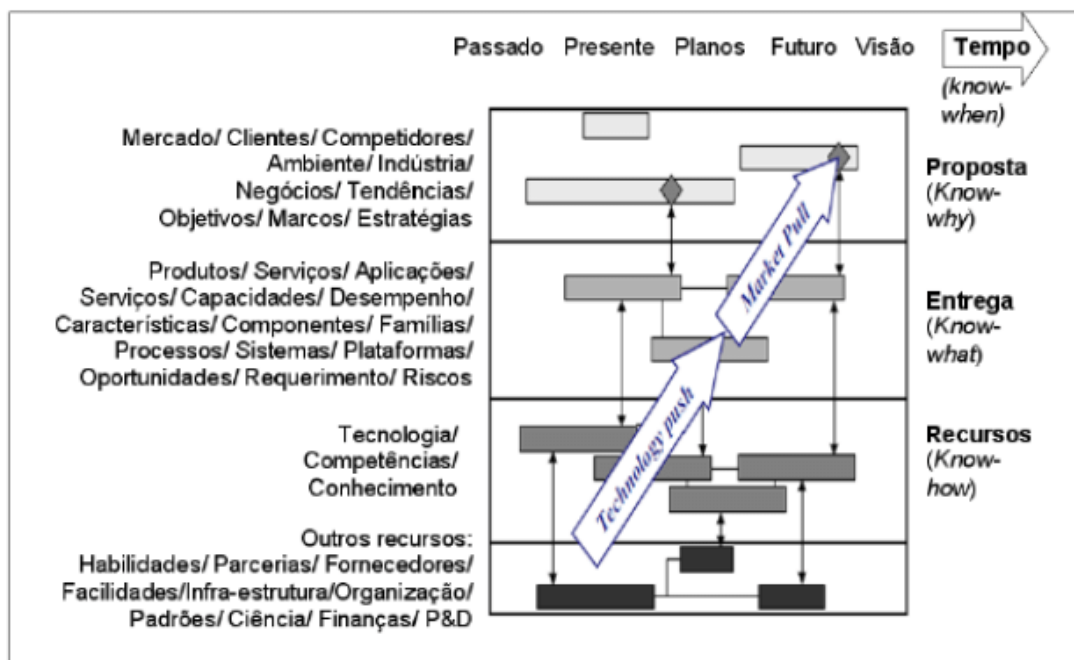 Passado Presente Planos Futuro Visão Tempo
(know-
when)
Mercado/ Clientes/ Competidores/
Ambiente/ Indústria/
Negócios/ Tendências/
Objetivos/ Marcos/ Estratégias
Proposta
(Know-
why)
Market Pull
Produtos/ Serviços/ Aplicações/
Serviços/ Capacidades/ Desempenho/
Características/ Componentes/ Famílias/
Processos/ Sistemas/ Plataformas/
Oportunidades/ Requerimento/ Riscos
Entrega
(Know-
what)
Technology push
Tecnologia/
Competências/
Conhecimento
Recursos
(Know-
how)
Outros recursos:
Habilidades/ Parcerias/ Fornecedores/
Facilidades/Infra-estrutura/Organização/
Padrões/ Ciência/ Finanças/ P&D